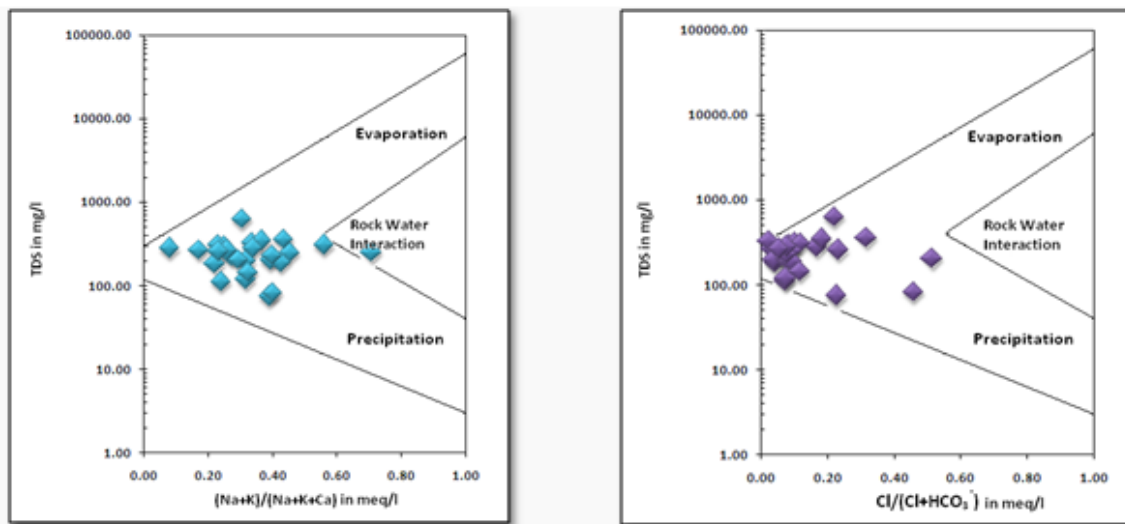 100000.00
10000.00
1000.00
100.00
10.00
1.00
TDS in mg/l
Evaporation
Rock Water
Interaction
Precipitation
0.00 0.20 0.40 0.60 0.80 1.00
(Na+K)/(Na+K+Ca) in meq/l
100000.00
10000.00
1000.00
100.00
10.00
1.00
TDS in mg/l
Evaporation
Rock Water
Interaction
Precipitation
0.00 0.20 0.40 0.60 0.80 1.00
Cl/(Cl+HCO₃⁻) in meq/l